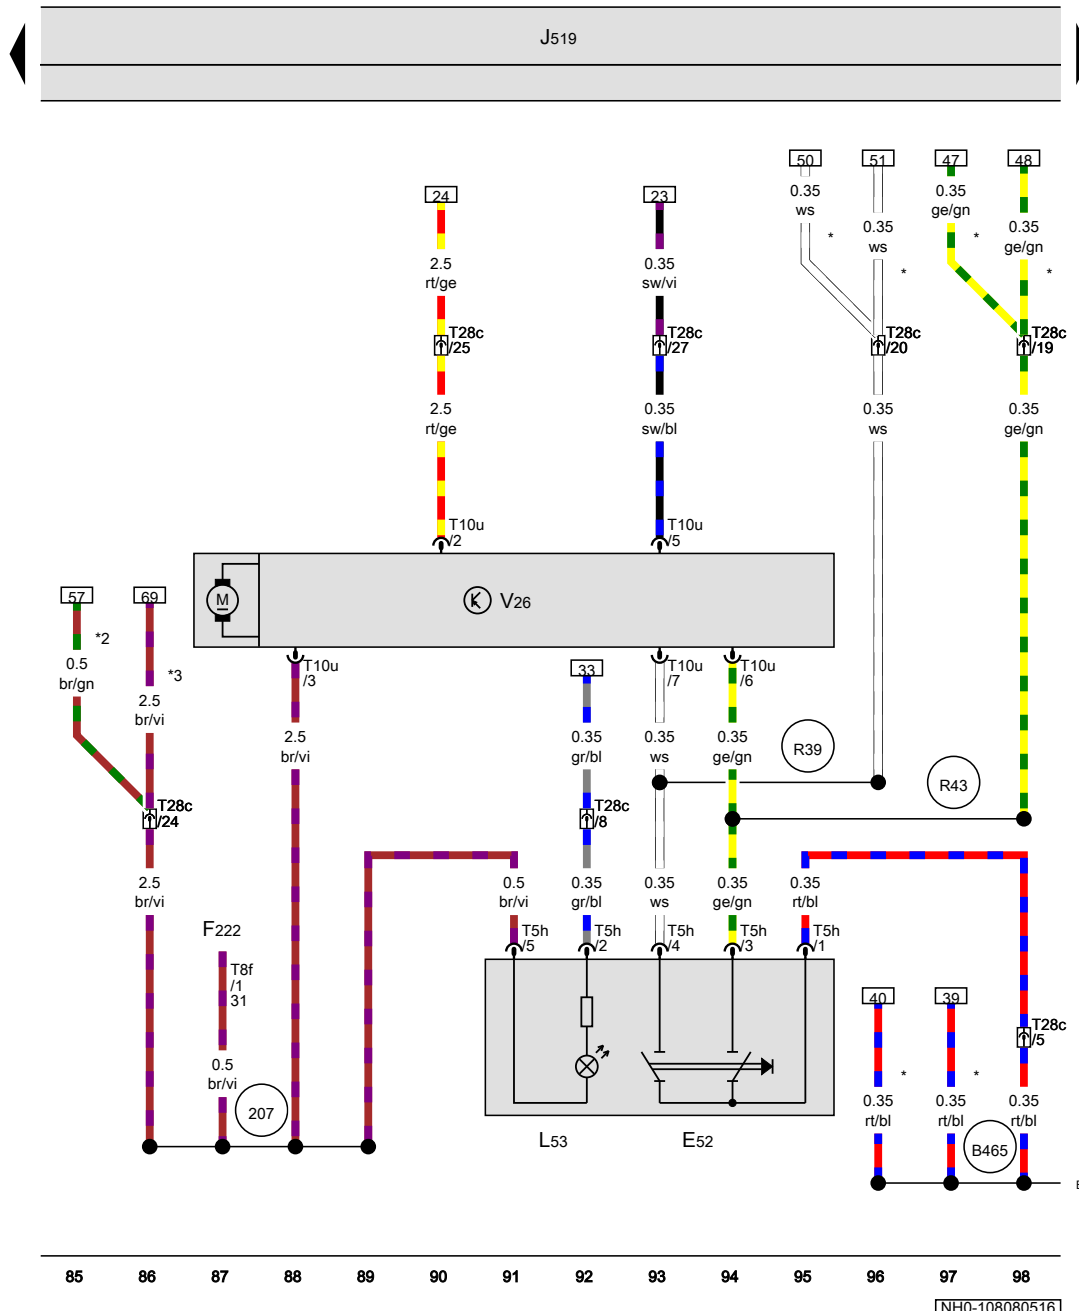 J519
50 51 47 48
0.35
ws
*
0.35
ge/gn
*
24 23
0.35
ws
*
0.35
ge/gn
*
2.5
rt/ge
0.35
sw/vi
T28c
/25
T28c
/27
T28c
/20
T28c
/19
2.5
rt/ge
0.35
sw/bl
0.35
ws
0.35
ge/gn
T10u
/2
T10u
/5
M
V26
57 69
*2
0.5
br/gn
*3
2.5
br/vi
T10u
/3
33
T10u
/7
T10u
/6
2.5
br/vi
0.35
gr/bl
0.35
ws
0.35
ge/gn
R39
R43
T28c
/24
T28c
/8
2.5
br/vi
0.5
br/vi
0.35
gr/bl
0.35
ws
0.35
ge/gn
0.35
rt/bl
F222
T8f
/1
31
T5h
/5
T5h
/2
T5h
/4
T5h
/3
T5h
/1
40 39
T28c
/5
0.5
br/vi
207
*
*
0.35
rt/bl
0.35
rt/bl
0.35
rt/bl
B465
L53
E52
85 86 87 88 89 90 91 92 93 94 95 96 97 98
NH0-108080516